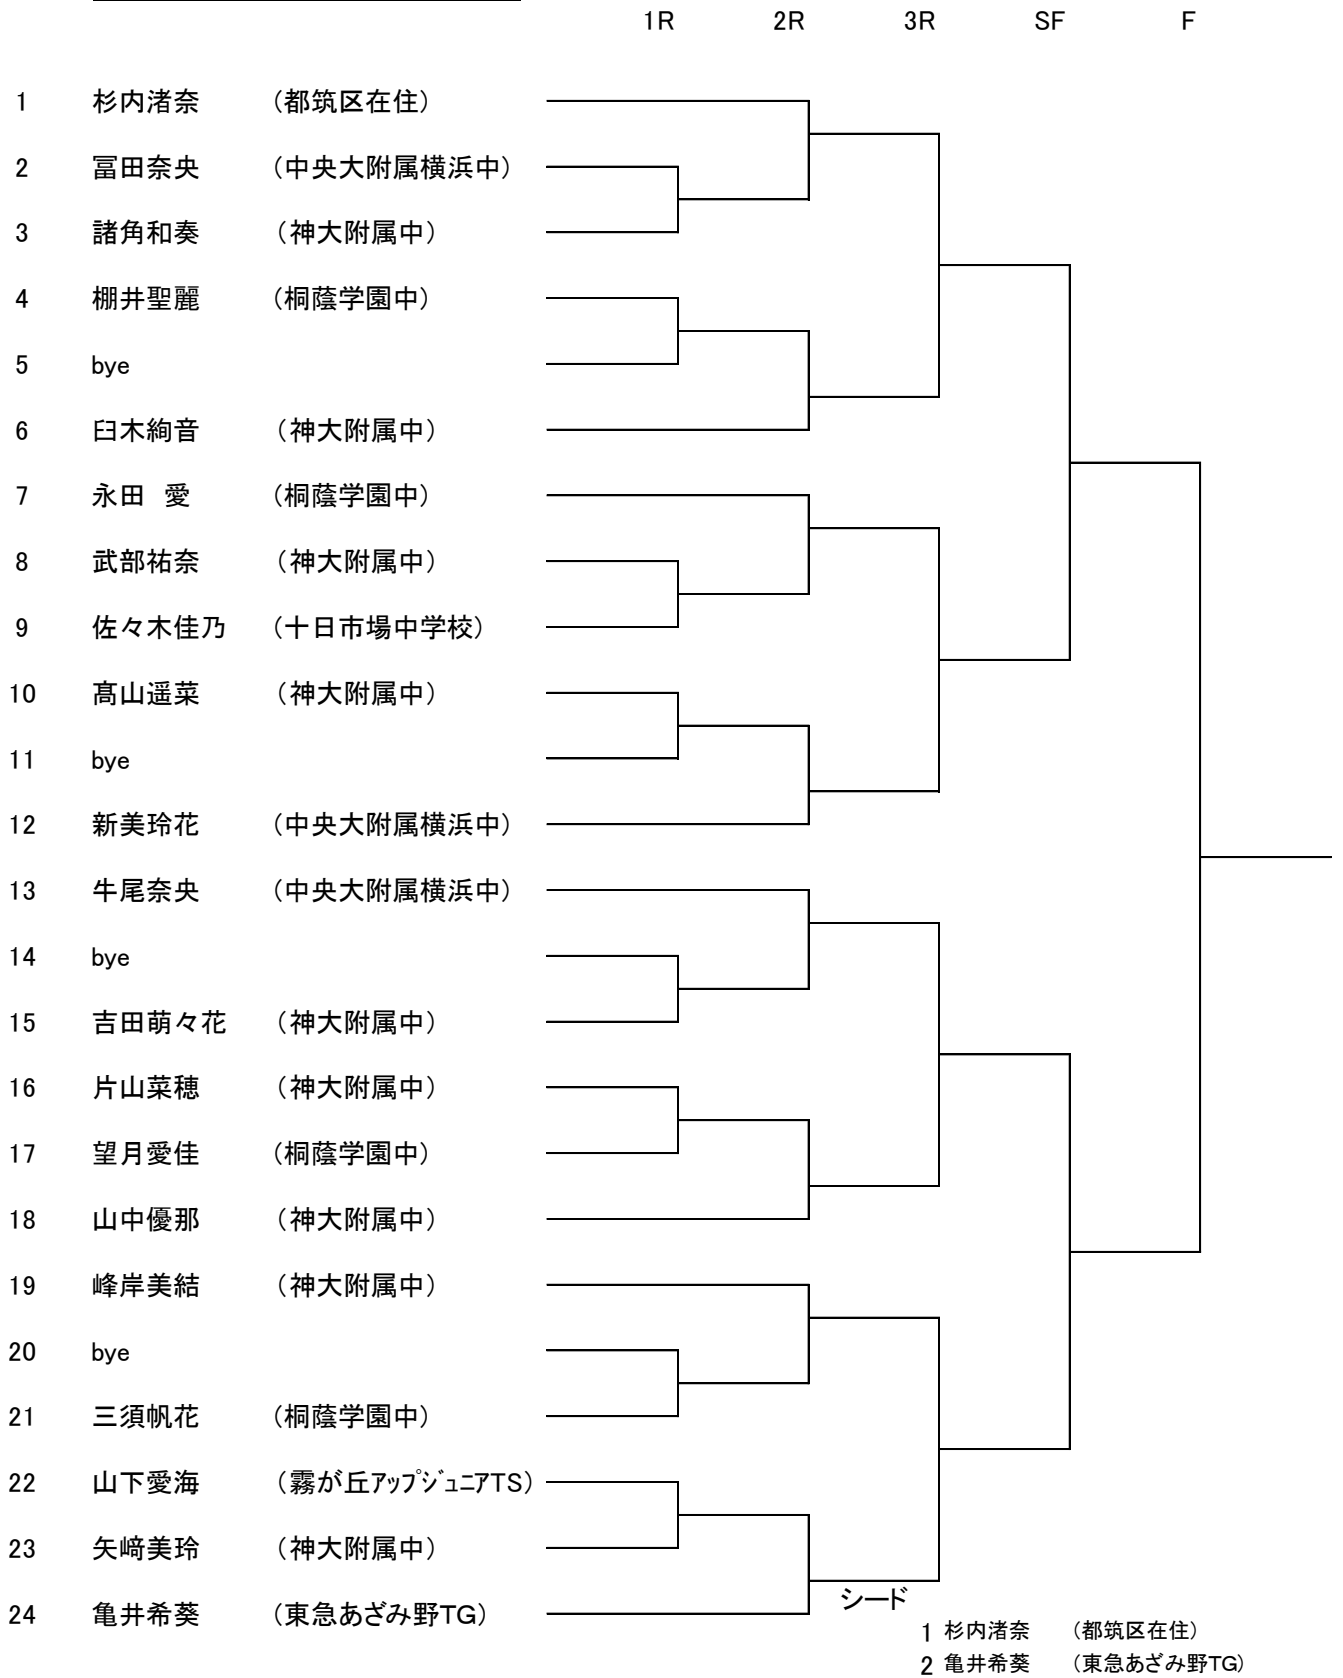 1R 2R 3R SF F
1 杉内渚奈 （都筑区在住）
2 冨田奈央 （中央大附属横浜中）
3 諸角和奏 （神大附属中）
4 棚井聖麗 （桐蔭学園中）
5 bye
6 臼木絢音 （神大附属中）
7 永田　愛 （桐蔭学園中）
8 武部祐奈 （神大附属中）
9 佐々木佳乃 （十日市場中学校）
10 髙山遥菜 （神大附属中）
11 bye
12 新美玲花 （中央大附属横浜中）
13 牛尾奈央 （中央大附属横浜中）
14 bye
15 吉田萌々花 （神大附属中）
16 片山菜穂 （神大附属中）
17 望月愛佳 （桐蔭学園中）
18 山中優那 （神大附属中）
19 峰岸美結 （神大附属中）
20 bye
21 三須帆花 （桐蔭学園中）
22 山下愛海 （霧が丘ｱｯﾌﾟｼﾞｭﾆｱTS）
23 矢﨑美玲 （神大附属中）
24 亀井希葵 （東急あざみ野TG）
シード
1 杉内渚奈 （都筑区在住）
2 亀井希葵 （東急あざみ野TG）